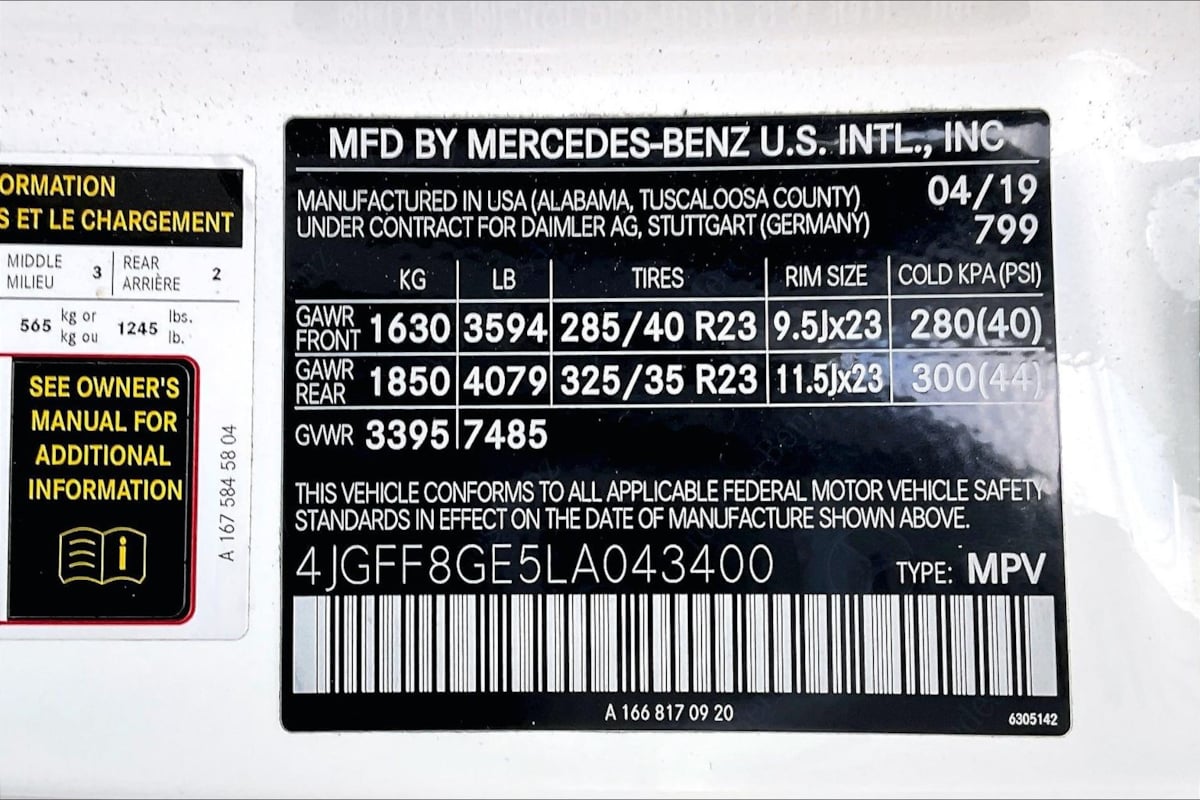 ORMATION
S ET LE CHARGEMENT
MIDDLE
MILIEU
3
REAR
ARRIÈRE
2
565
kg or
kg ou
1245
lbs.
lb.
SEE OWNER'S
MANUAL FOR
ADDITIONAL
INFORMATION
i
A 167 584 58 04
MFD BY MERCEDES-BENZ U.S. INTL., INC
MANUFACTURED IN USA (ALABAMA, TUSCALOOSA COUNTY) 04/19
UNDER CONTRACT FOR DAIMLER AG, STUTTGART (GERMANY) 799
KG LB TIRES RIM SIZE COLD KPA (PSI)
GAWR FRONT 1630 3594 285/40 R23 9.5Jx23 280(40)
GAWR REAR 1850 4079 325/35 R23 11.5Jx23 300(44)
GVWR 3395 7485
THIS VEHICLE CONFORMS TO ALL APPLICABLE FEDERAL MOTOR VEHICLE SAFETY
STANDARDS IN EFFECT ON THE DATE OF MANUFACTURE SHOWN ABOVE.
4JGFF8GE5LA043400 TYPE: MPV
A 166 817 09 20 6305142